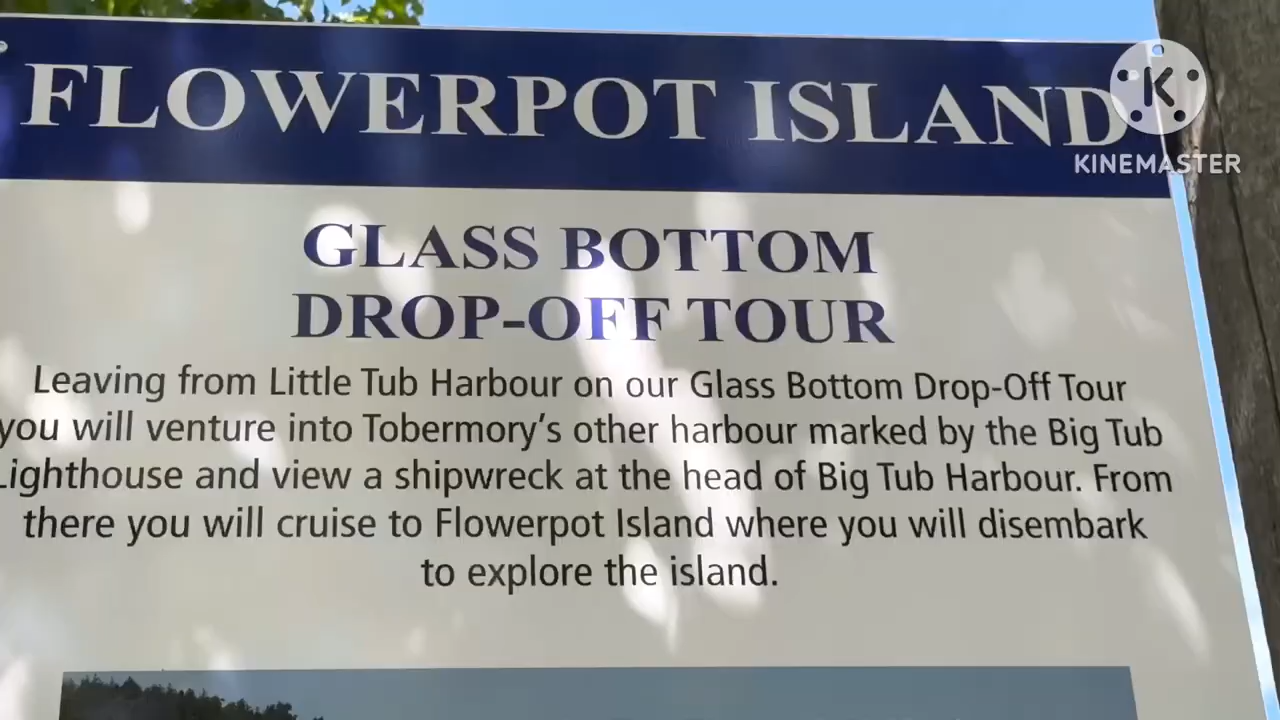 FLOWERPOT ISLAND
KINEMASTER
GLASS BOTTOM
DROP-OFF TOUR
Leaving from Little Tub Harbour on our Glass Bottom Drop-Off Tour
you will venture into Tobermory's other harbour marked by the Big Tub
Lighthouse and view a shipwreck at the head of Big Tub Harbour. From
there you will cruise to Flowerpot Island where you will disembark
to explore the island.